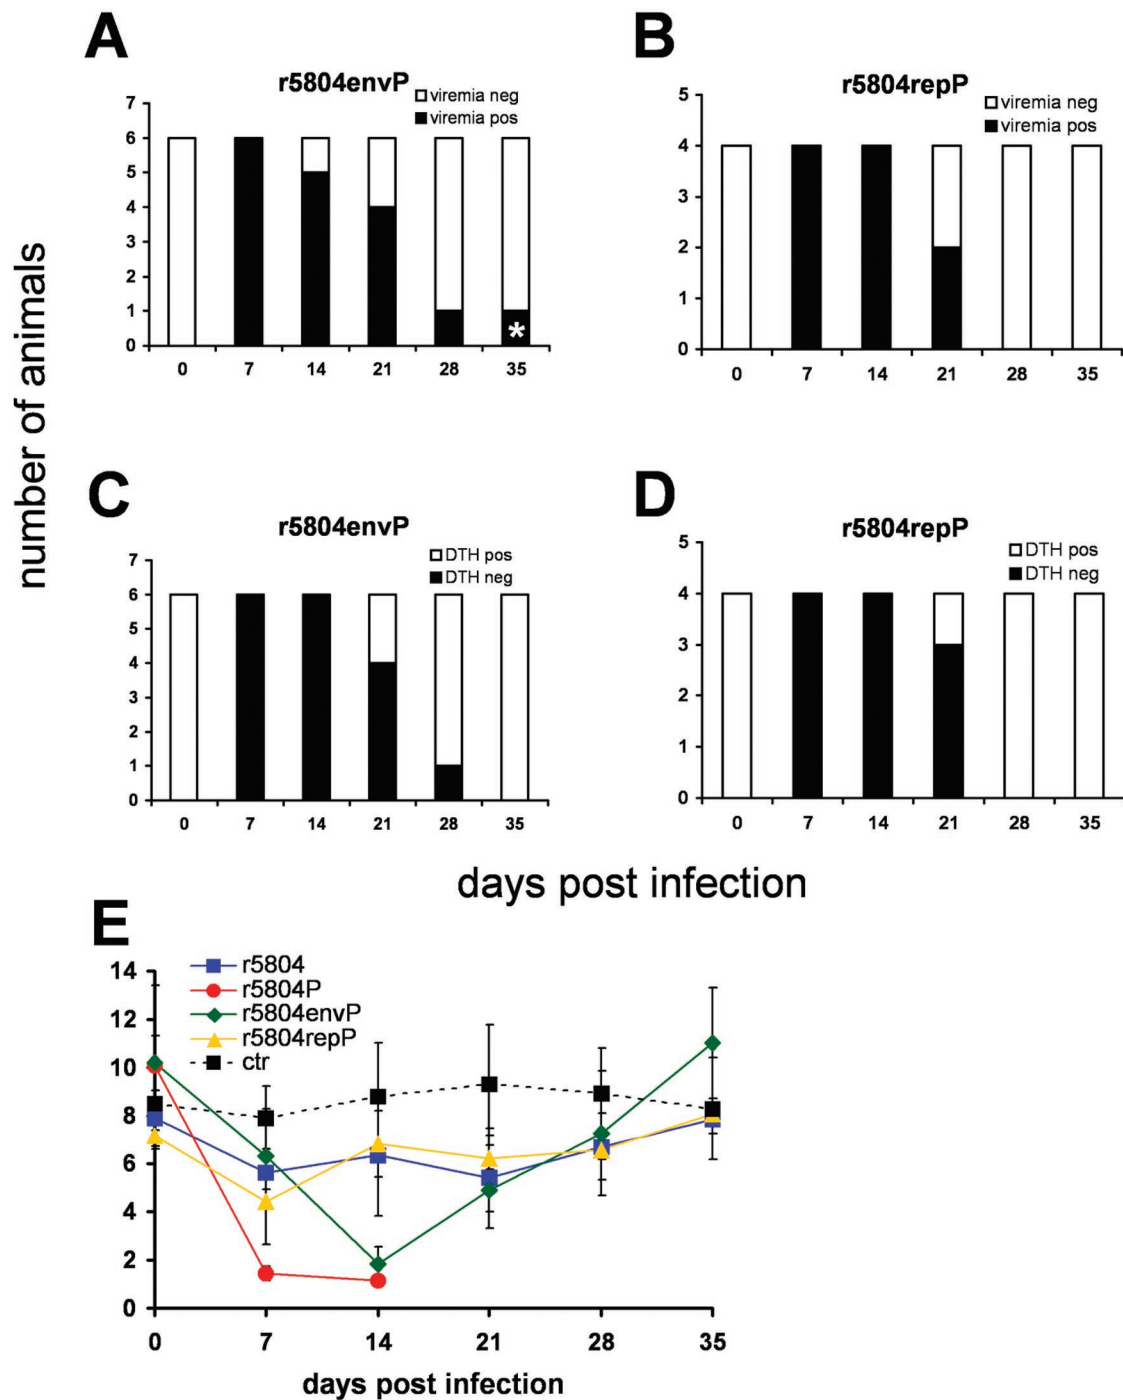 A
r5804envP
viremia neg
viremia pos
7
6
5
4
3
2
1
0
*
0 7 14 21 28 35
B
r5804repP
viremia neg
viremia pos
5
4
3
2
1
0
0 7 14 21 28 35
number of animals
C
r5804envP
DTH pos
DTH neg
7
6
5
4
3
2
1
0
0 7 14 21 28 35
D
r5804repP
DTH pos
DTH neg
5
4
3
2
1
0
0 7 14 21 28 35
days post infection
E
r5804
r5804P
r5804envP
r5804repP
ctr
14
12
10
8
6
4
2
0
0 7 14 21 28 35
days post infection